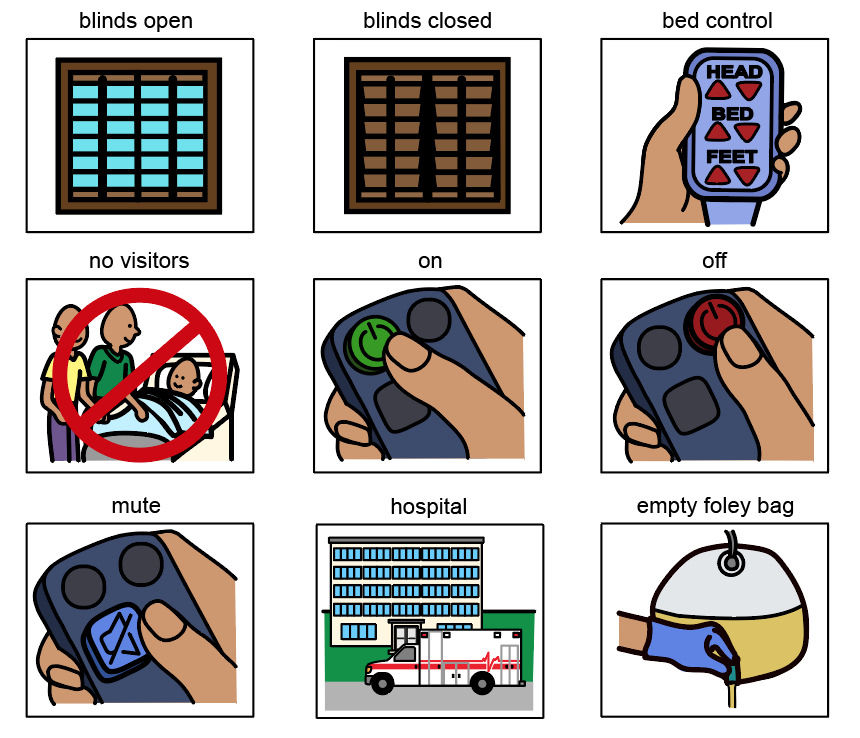 blinds open
blinds closed
bed control
HEAD
BED
FEET
no visitors
on
off
mute
hospital
empty foley bag